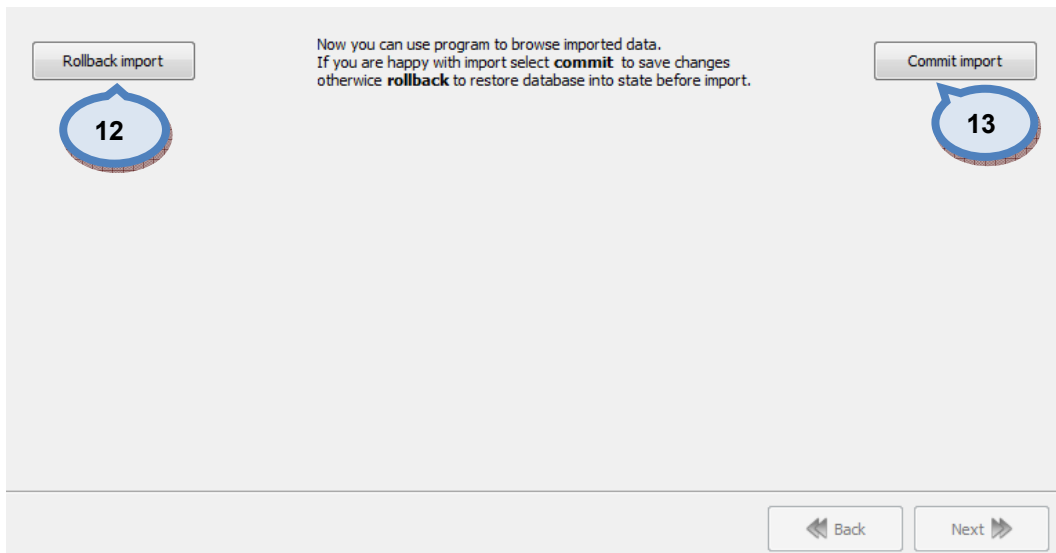 Rollback import
Now you can use program to browse imported data.
If you are happy with import select commit to save changes
otherwice rollback to restore database into state before import.
Commit import
12
13
Back
Next